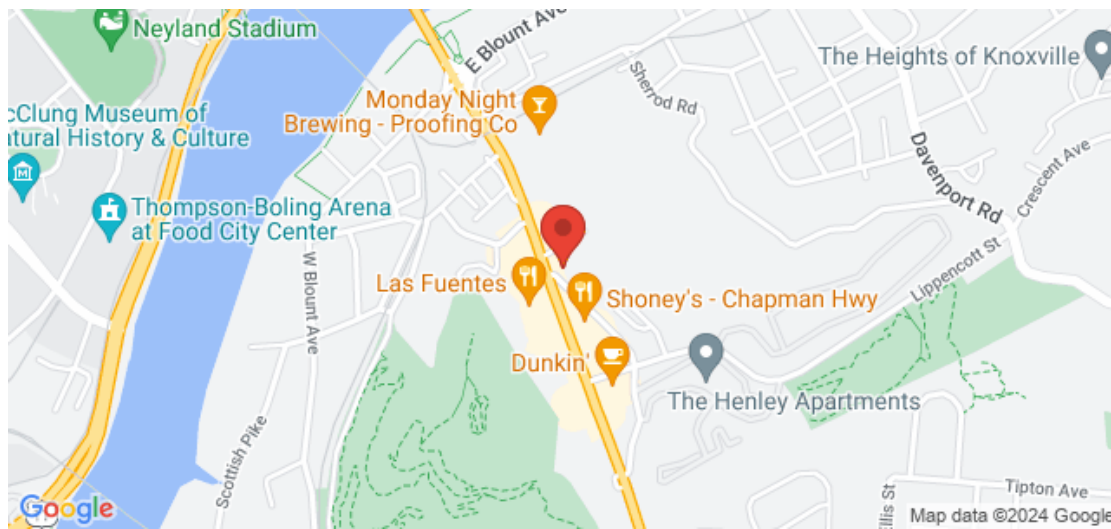 Neyland Stadium
E Blount Ave
The Heights of Knoxville
Sherrod Rd
Monday Night
Brewing - Proofing Co
cClung Museum of
atural History & Culture
Crescent Ave
Davenport Rd
Thompson-Boling Arena
at Food City Center
W Blount Ave
Lippencott St
Las Fuentes
Shoney's - Chapman Hwy
Dunkin'
The Henley Apartments
Scottish Pike
Ellis St
Tipton Ave
Google
Map data ©2024 Google